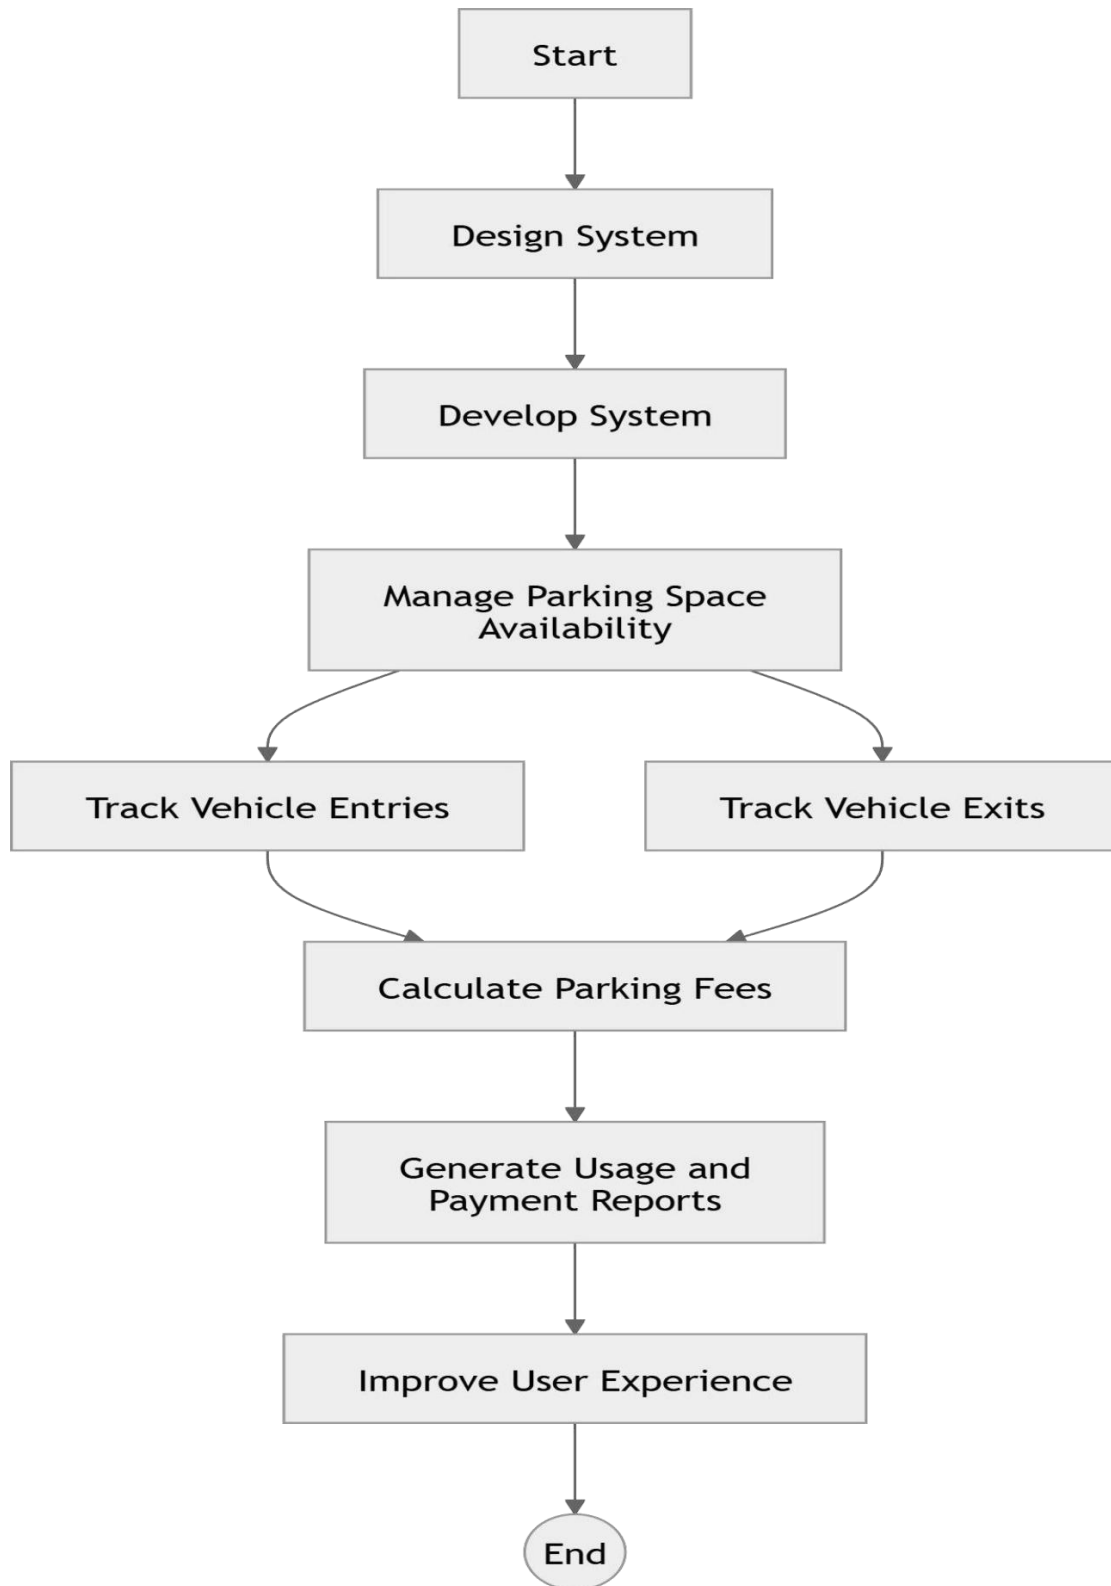 Start
Design System
Develop System
Manage Parking Space
Availability
Track Vehicle Entries
Track Vehicle Exits
Calculate Parking Fees
Generate Usage and
Payment Reports
Improve User Experience
End